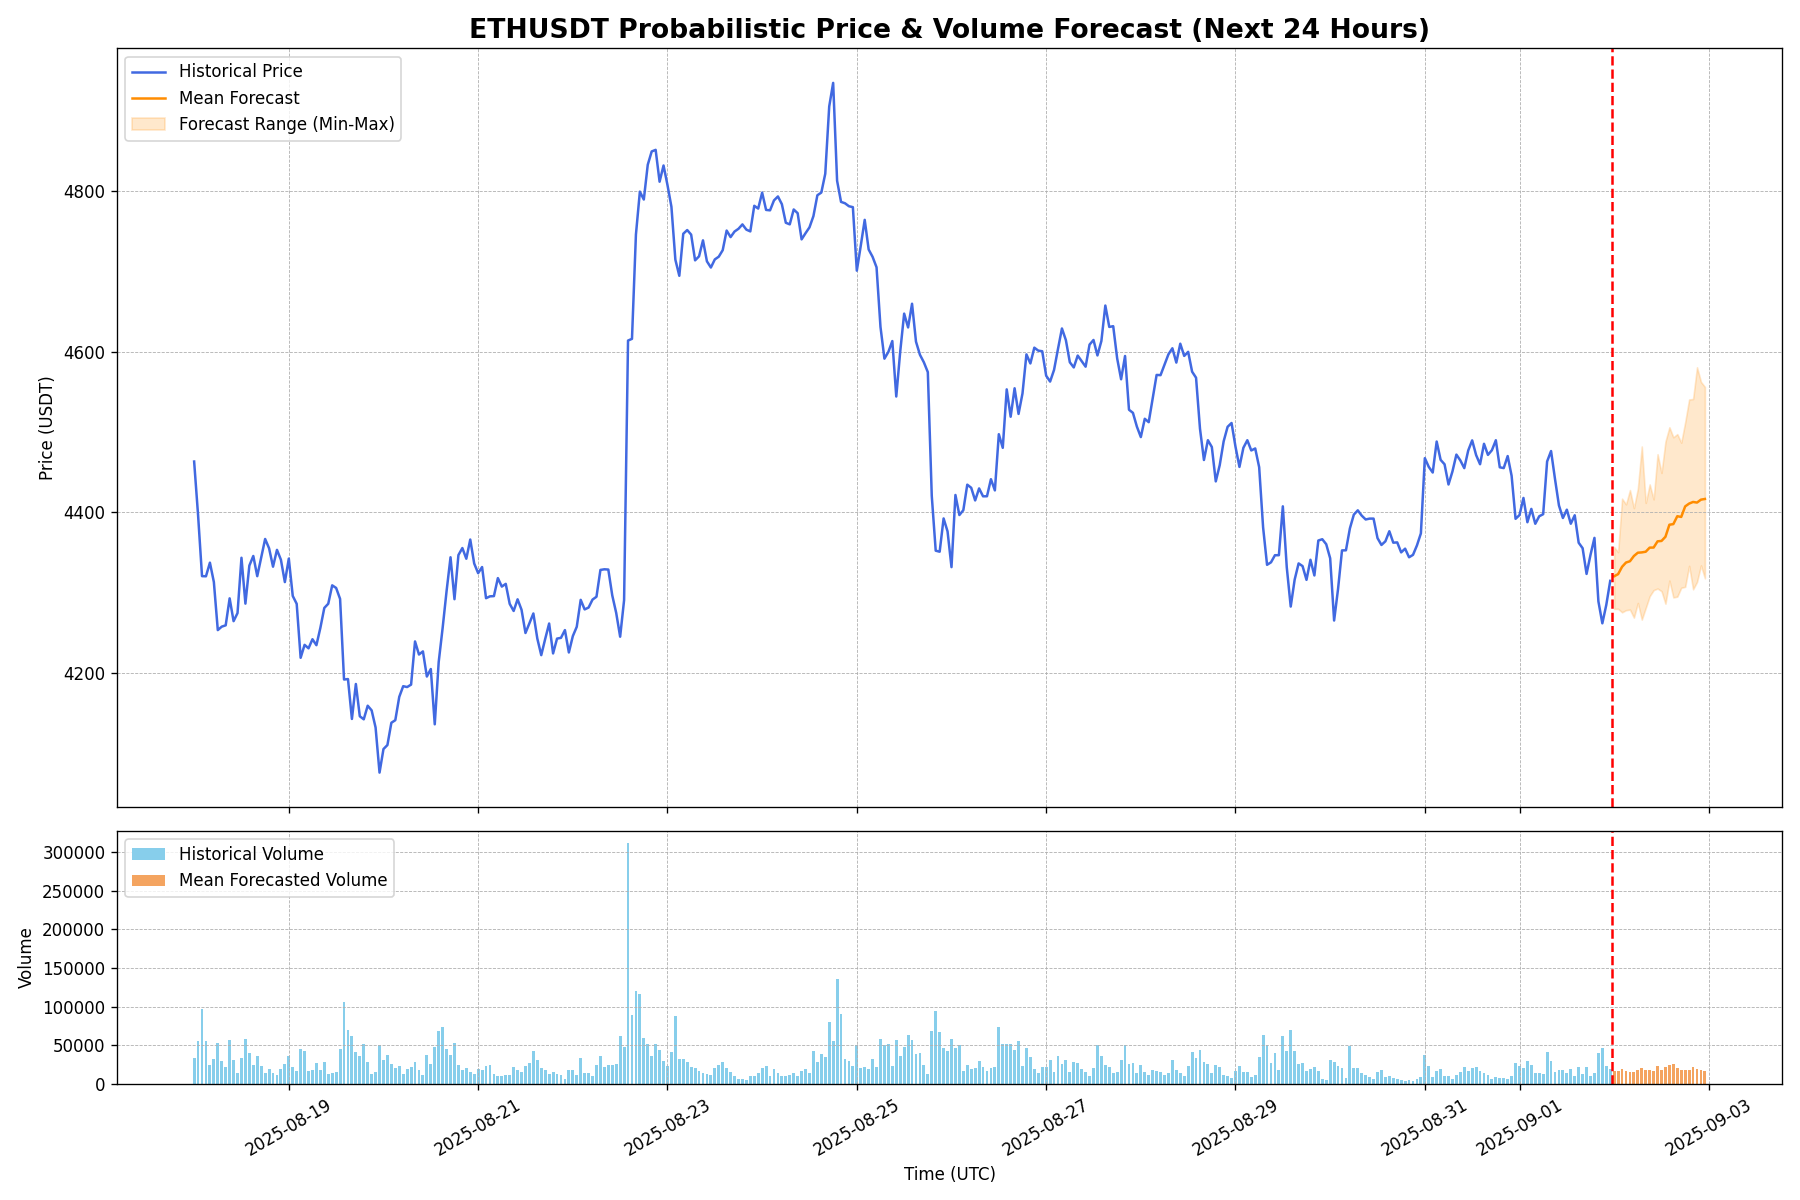 ETHUSDT Probabilistic Price & Volume Forecast (Next 24 Hours)
Historical Price
Mean Forecast
Forecast Range (Min-Max)
Price (USDT)
4800
4600
4400
4200
Historical Volume
Mean Forecasted Volume
Volume
300000
250000
200000
150000
100000
50000
0
2025-08-19
2025-08-21
2025-08-23
2025-08-25
2025-08-27
2025-08-29
2025-08-31
2025-09-01
2025-09-03
Time (UTC)